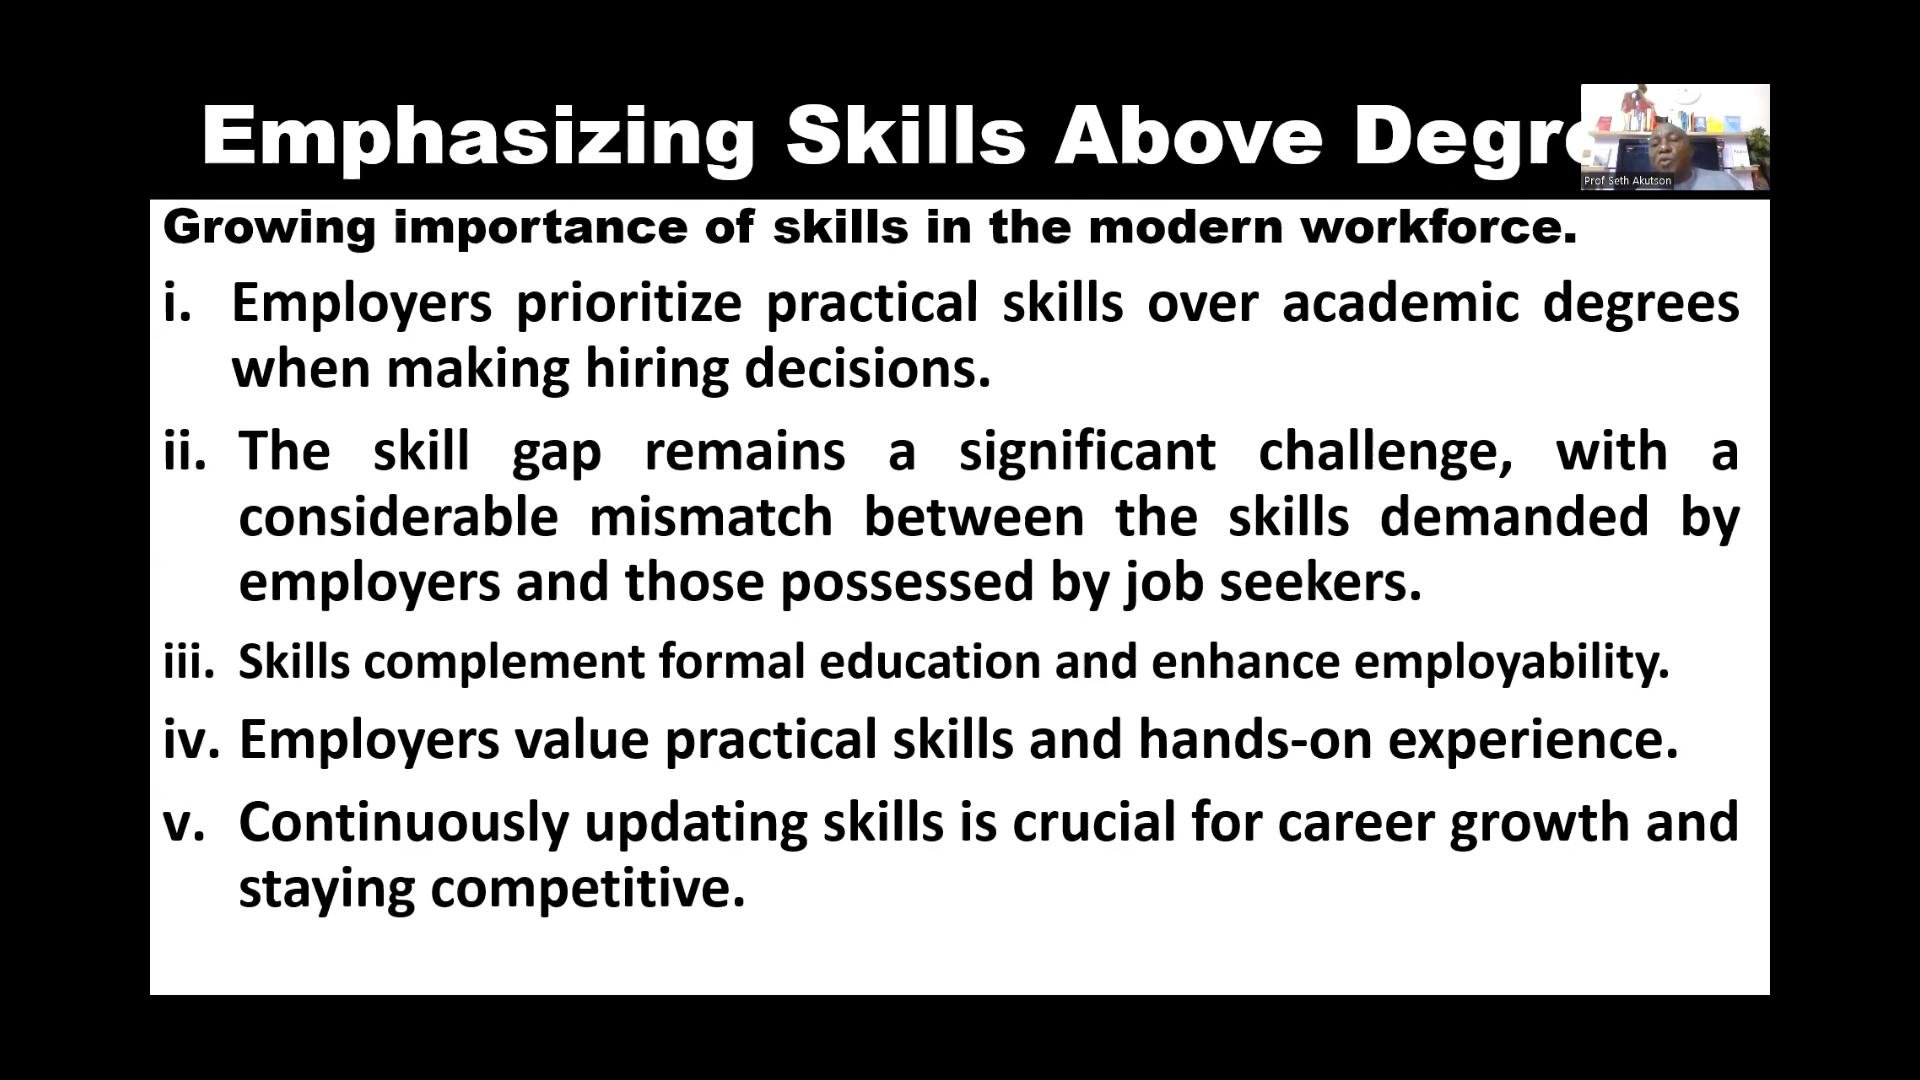 Emphasizing Skills Above Degre
Prof Seth Akutson
Growing importance of skills in the modern workforce.
i. Employers prioritize practical skills over academic degrees
when making hiring decisions.
ii. The skill gap remains a significant challenge, with a
considerable mismatch between the skills demanded by
employers and those possessed by job seekers.
iii. Skills complement formal education and enhance employability.
iv. Employers value practical skills and hands-on experience.
v. Continuously updating skills is crucial for career growth and
staying competitive.